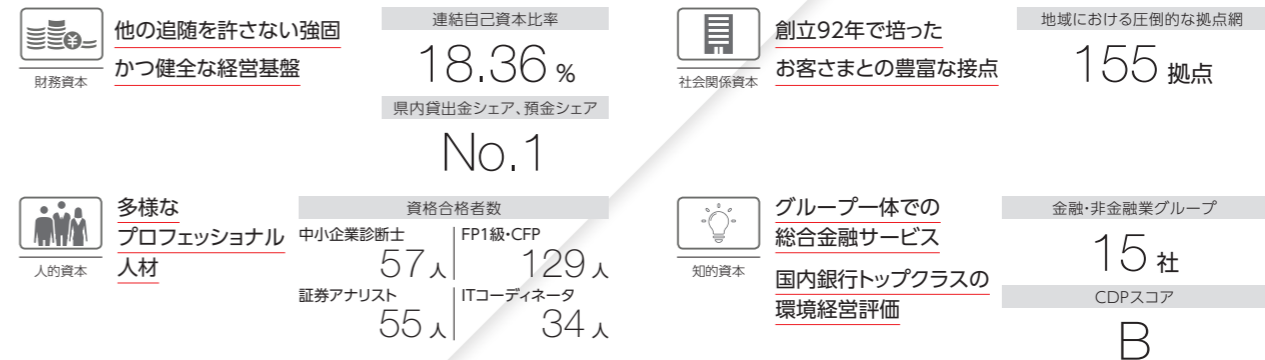 財務資本
他の追随を許さない強固
かつ健全な経営基盤
連結自己資本比率
18.36 %
県内貸出金シェア、預金シェア
No.1
社会関係資本
創立92年で培った
お客さまとの豊富な接点
地域における圧倒的な拠点網
155 拠点
人的資本
多様な
プロフェッショナル
人材
資格合格者数
中小企業診断士
57人
FP1級・CFP
129人
証券アナリスト
55人
ITコーディネータ
34人
知的資本
グループ一体での
総合金融サービス
国内銀行トップクラスの
環境経営評価
金融・非金融業グループ
15 社
CDPスコア
B